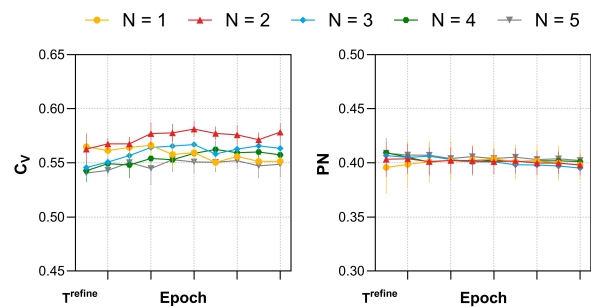 N = 1 N = 2 N = 3 N = 4 N = 5
0.65
0.60
0.55
0.50
0.45
C_V
T^refine Epoch
0.50
0.45
0.40
0.35
0.30
PN
T^refine Epoch